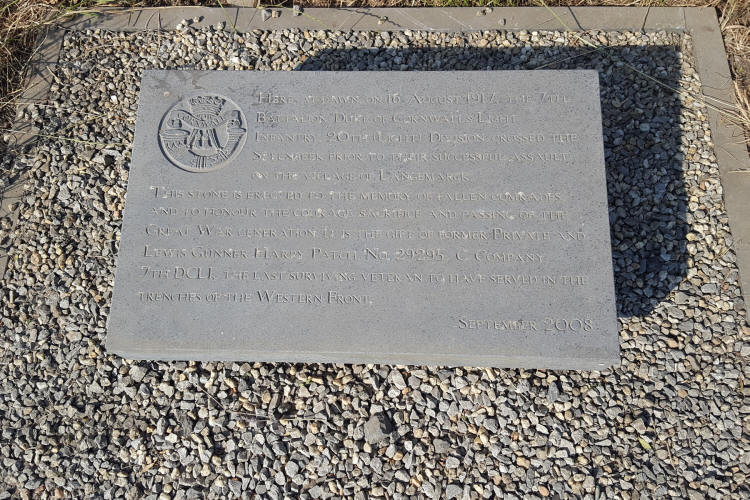 Here, at dawn, on 16 August 1917, the 7th
Battalion Duke of Cornwall's Light
Infantry 20th (Light) Division, crossed the
Steenbeek prior to their successful assault
on the village of Langemarck.
This stone is erected to the memory of fallen comrades
and to honour the courage, sacrifice and passing of the
Great War generation. It is the gift of former Private and
Lewis Gunner Harry Patch, No. 29295, C Company,
7th DCLI, the last surviving veteran to have served in the
trenches of the Western Front.
September 2008